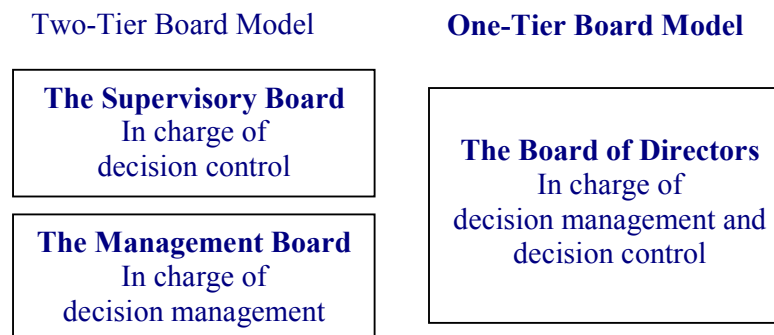 Two-Tier Board Model
The Supervisory Board
In charge of
decision control
The Management Board
In charge of
decision management
One-Tier Board Model
The Board of Directors
In charge of
decision management and
decision control